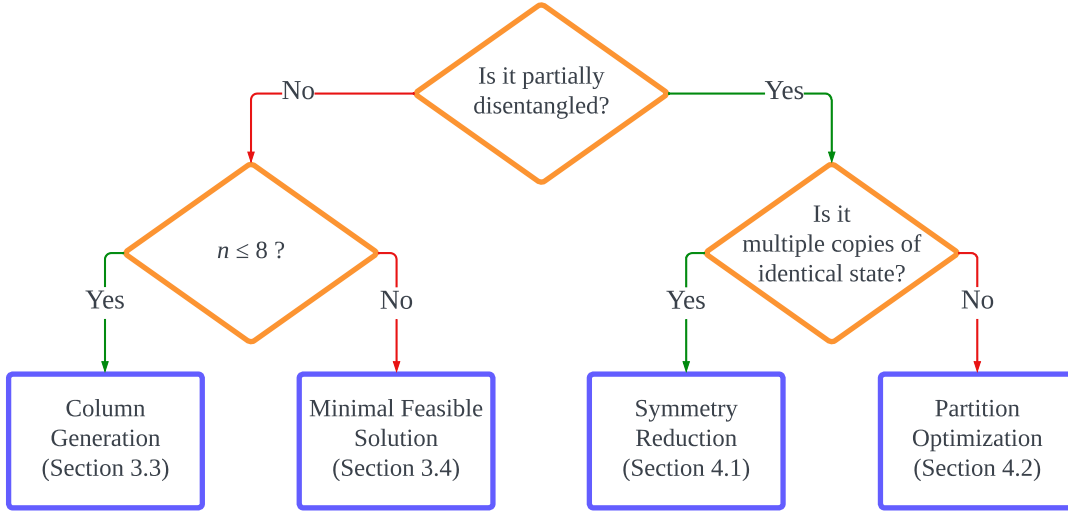 Is it partially
disentangled?
No
Yes
n ≤ 8 ?
Is it
multiple copies of
identical state?
Yes
No
Yes
No
Column
Generation
(Section 3.3)
Minimal Feasible
Solution
(Section 3.4)
Symmetry
Reduction
(Section 4.1)
Partition
Optimization
(Section 4.2)